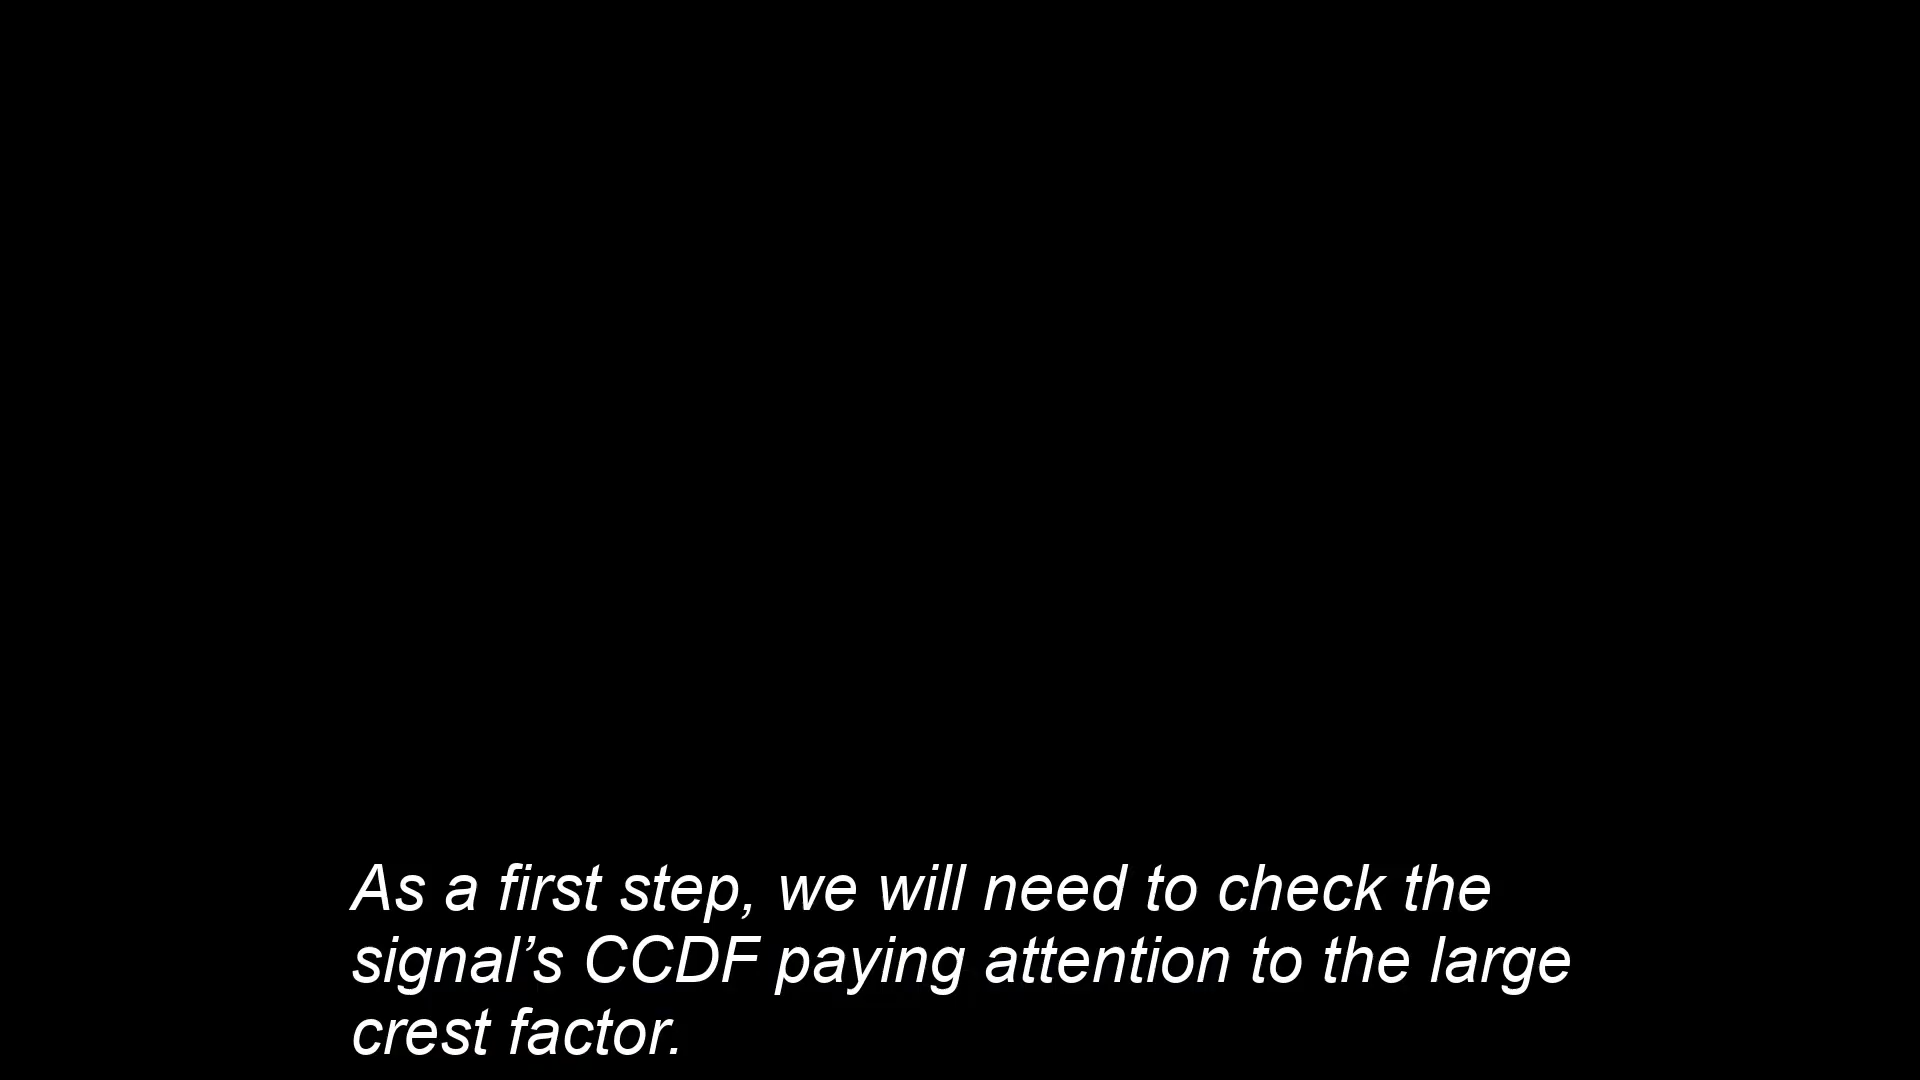 As a first step, we will need to check the
signal’s CCDF paying attention to the large
crest factor.